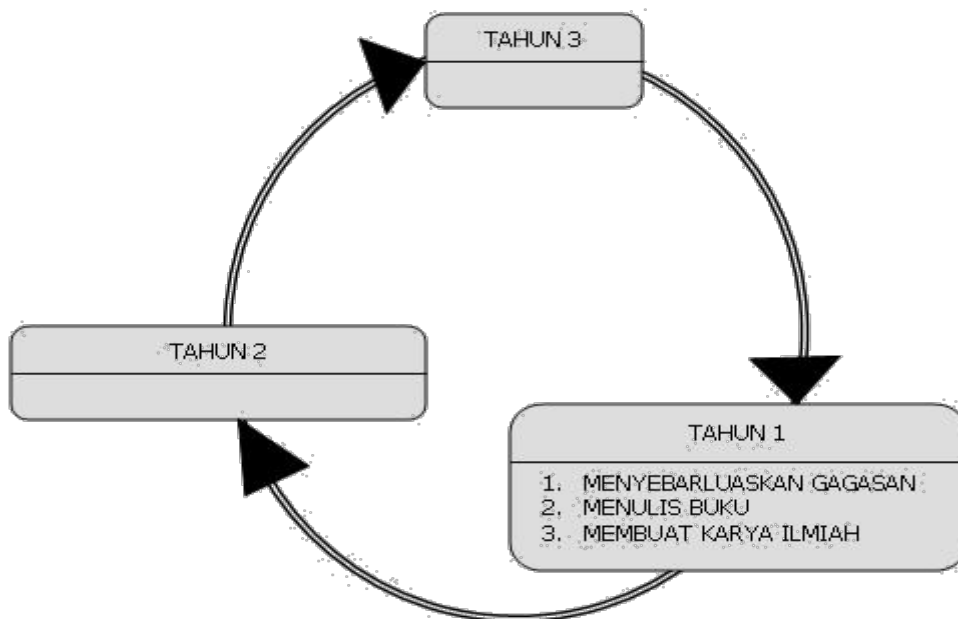 TAHUN 3
TAHUN 2
TAHUN 1
1. MENYEBARLUASKAN GAGASAN
2. MENULIS BUKU
3. MEMBUAT KARYA ILMIAH